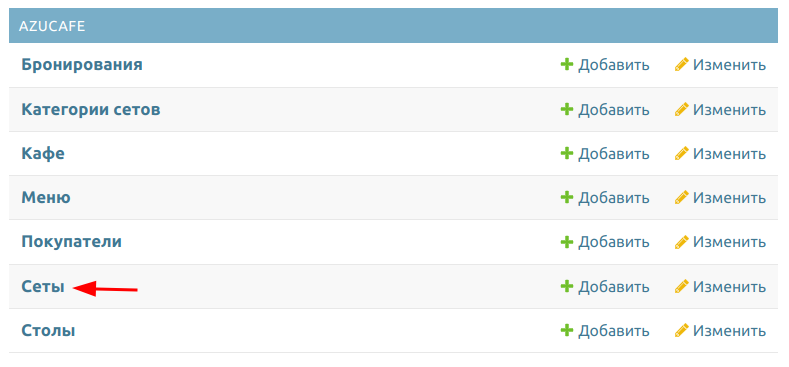 AZUCAFE
Бронирования Добавить Изменить
Категории сетов Добавить Изменить
Кафе Добавить Изменить
Меню Добавить Изменить
Покупатели Добавить Изменить
Сеты Добавить Изменить
Столы Добавить Изменить